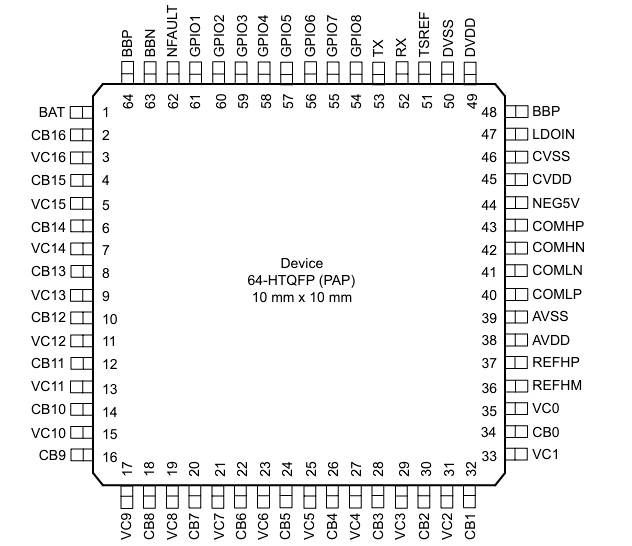 BBP BBN NFAULT GPIO1 GPIO2 GPIO3 GPIO4 GPIO5 GPIO6 GPIO7 GPIO8 TX RX TSREF DVSS DVDD
64 63 62 61 60 59 58 57 56 55 54 53 52 51 50 49
BAT 1 48 BBP
CB16 2 47 LDOIN
VC16 3 46 CVSS
CB15 4 45 CVDD
VC15 5 44 NEG5V
CB14 6 43 COMHP
VC14 7 42 COMHN
CB13 8 41 COMLN
VC13 9 40 COMLP
CB12 10 39 AVSS
VC12 11 38 AVDD
CB11 12 37 REFHP
VC11 13 36 REFHM
CB10 14 35 VC0
VC10 15 34 CB0
CB9 16 33 VC1
Device
64-HTQFP (PAP)
10 mm x 10 mm
17 18 19 20 21 22 23 24 25 26 27 28 29 30 31 32
VC9 CB8 VC8 CB7 VC7 CB6 VC6 CB5 VC5 CB4 VC4 CB3 VC3 CB2 VC2 CB1